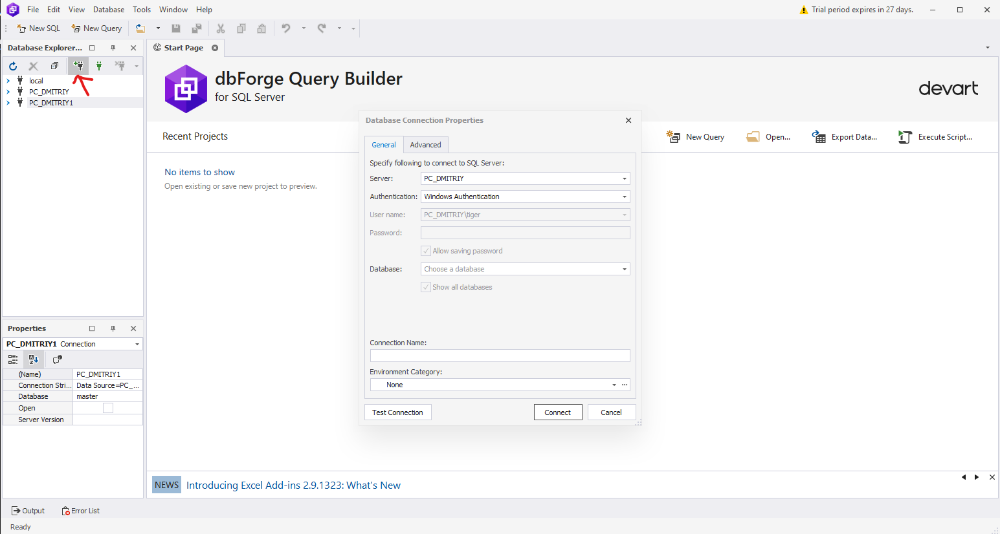 File Edit View Database Tools Window Help
Trial period expires in 27 days.
New SQL New Query
Database Explorer...
local
PC_DMITRIY
PC_DMITRIY1
Start Page
dbForge Query Builder
for SQL Server
devart
Recent Projects
New Query Open... Export Data... Execute Script...
No items to show
Open existing or save new project to preview.
Database Connection Properties
General Advanced
Specify following to connect to SQL Server:
Server: PC_DMITRIY
Authentication: Windows Authentication
User name: PC_DMITRIY\tiger
Password:
Allow saving password
Database: Choose a database
Show all databases
Connection Name:
Environment Category:
None
Test Connection Connect Cancel
Properties
PC_DMITRIY1 Connection
(Name) PC_DMITRIY1
Connection Stri... Data Source=PC_...
Database master
Open
Server Version
NEWS Introducing Excel Add-ins 2.9.1323: What's New
Output Error List
Ready